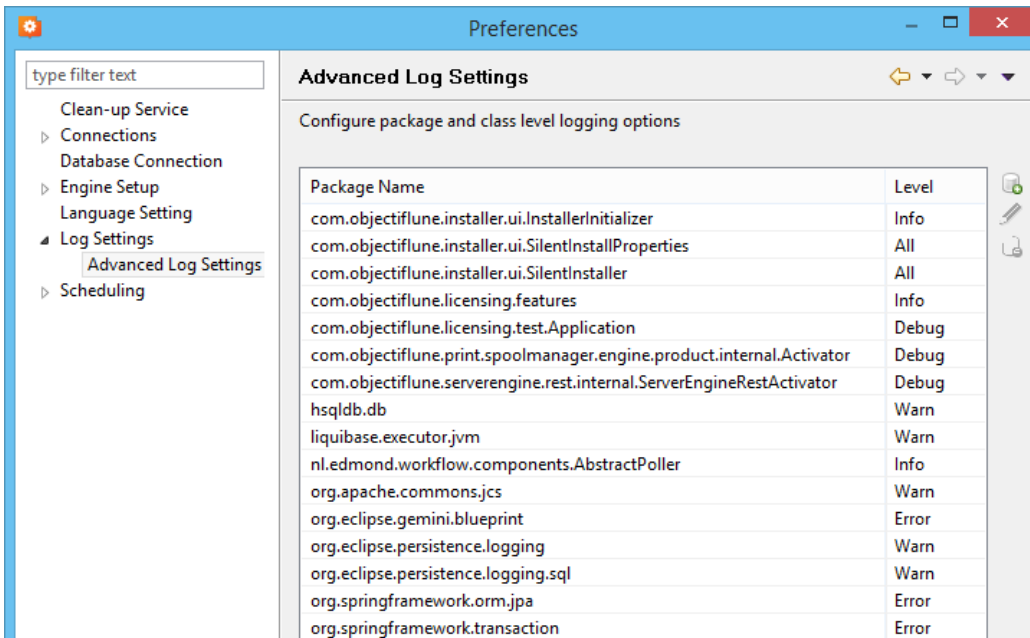 Preferences
type filter text
Clean-up Service
Connections
Database Connection
Engine Setup
Language Setting
Log Settings
Advanced Log Settings
Scheduling
Advanced Log Settings
Configure package and class level logging options
Package Name Level
com.objectiflune.installer.ui.InstallerInitializer Info
com.objectiflune.installer.ui.SilentInstallProperties All
com.objectiflune.installer.ui.SilentInstaller All
com.objectiflune.licensing.features Info
com.objectiflune.licensing.test.Application Debug
com.objectiflune.print.spoolmanager.engine.product.internal.Activator Debug
com.objectiflune.serverengine.rest.internal.ServerEngineRestActivator Debug
hsqldb.db Warn
liquibase.executor.jvm Warn
nl.edmond.workflow.components.AbstractPoller Info
org.apache.commons.jcs Warn
org.eclipse.gemini.blueprint Error
org.eclipse.persistence.logging Warn
org.eclipse.persistence.logging.sql Warn
org.springframework.orm.jpa Error
org.springframework.transaction Error